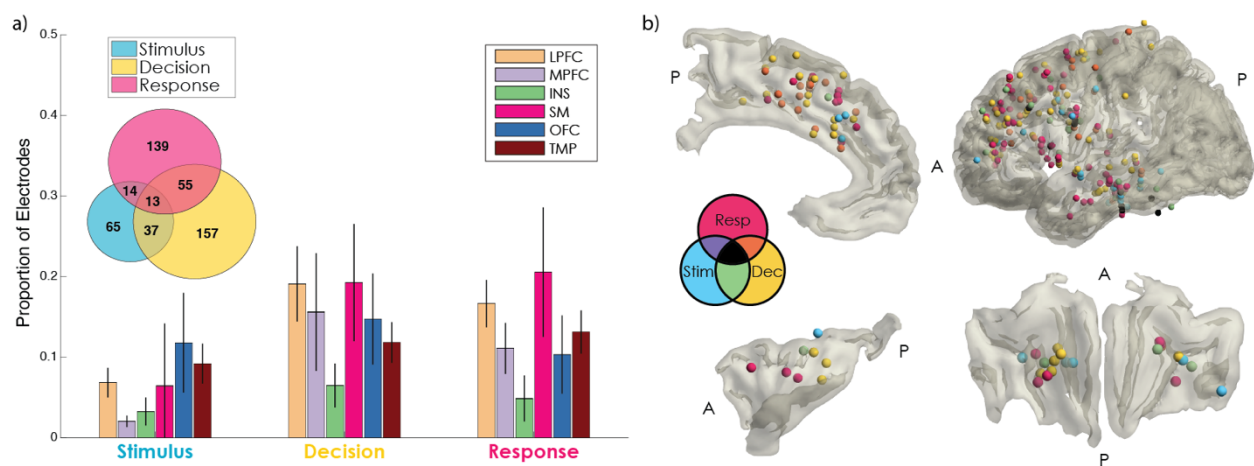 a)
0.5
0.4
0.3
0.2
0.1
0
Proportion of Electrodes
Stimulus
Decision
Response
139
14
55
13
65
37
157
LPFC
MPFC
INS
SM
OFC
TMP
Stimulus
Decision
Response
b)
P
A
P
Resp
Stim
Dec
A
P
A
P